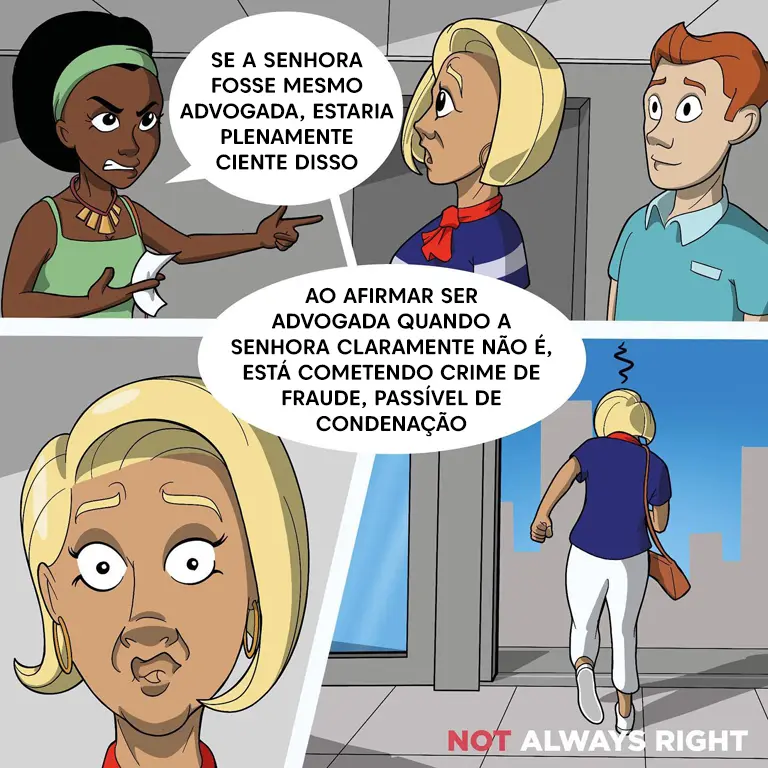 SE A SENHORA
FOSSE MESMO
ADVOGADA, ESTARIA
PLENAMENTE
CIENTE DISSO
AO AFIRMAR SER
ADVOGADA QUANDO A
SENHORA CLARAMENTE NÃO É,
ESTÁ COMETENDO CRIME DE
FRAUDE, PASSÍVEL DE
CONDENAÇÃO
NOT ALWAYS RIGHT